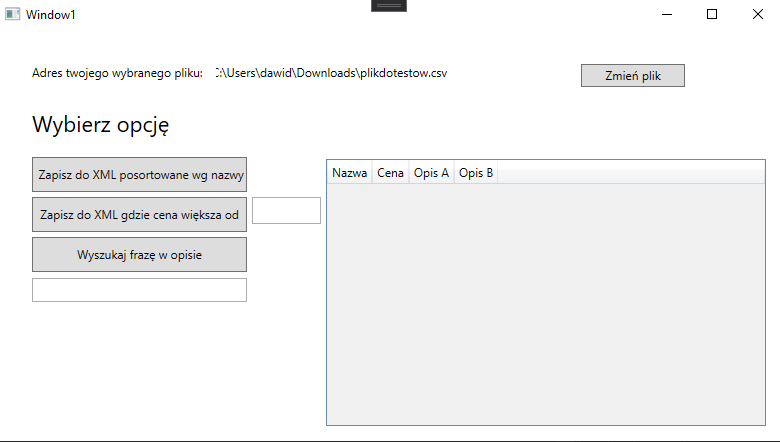 Window1
Adres twojego wybranego pliku: C:\Users\dawid\Downloads\plikdotestow.csv
Zmień plik
Wybierz opcję
Zapisz do XML posortowane wg nazwy
Nazwa Cena Opis A Opis B
Zapisz do XML gdzie cena większa od
Wyszukaj frazę w opisie